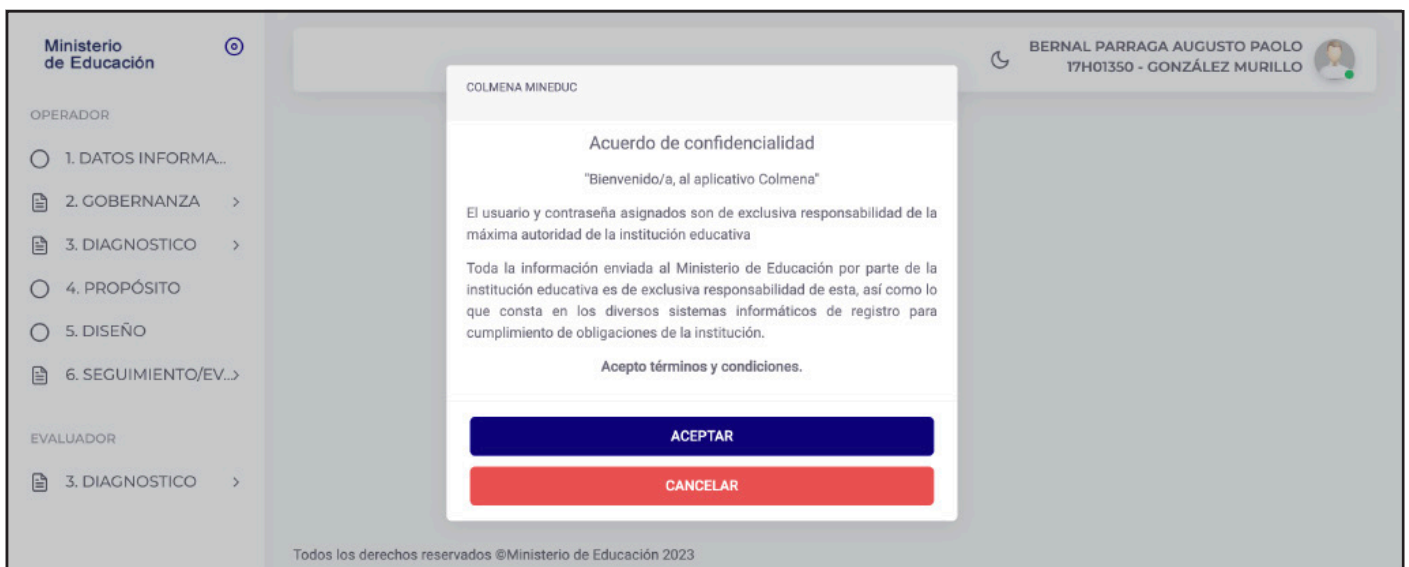 Ministerio
de Educación
BERNAL PARRAGA AUGUSTO PAOLO
17H01350 - GONZÁLEZ MURILLO
OPERADOR
1. DATOS INFORMA...
2. GOBERNANZA >
3. DIAGNOSTICO >
4. PROPÓSITO
5. DISEÑO
6. SEGUIMIENTO/EV...>
EVALUADOR
3. DIAGNOSTICO >
COLMENA MINEDUC
Acuerdo de confidencialidad
"Bienvenido/a, al aplicativo Colmena"
El usuario y contraseña asignados son de exclusiva responsabilidad de la
máxima autoridad de la institución educativa
Toda la información enviada al Ministerio de Educación por parte de la
institución educativa es de exclusiva responsabilidad de esta, así como lo
que consta en los diversos sistemas informáticos de registro para
cumplimiento de obligaciones de la institución.
Acepto términos y condiciones.
ACEPTAR
CANCELAR
Todos los derechos reservados ©Ministerio de Educación 2023